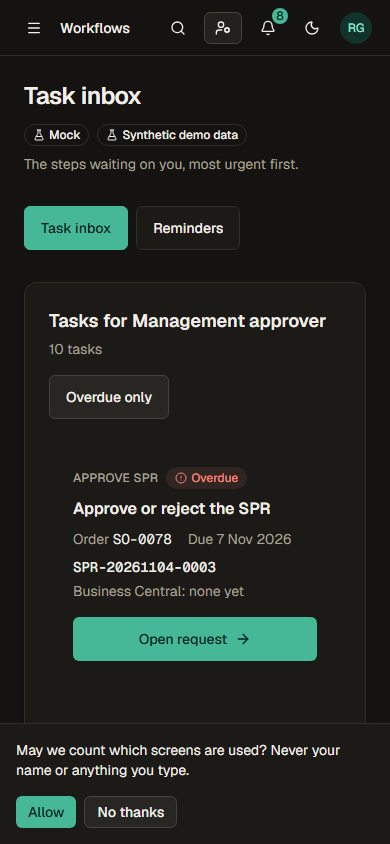 Workflows
8
RG
Task inbox
Mock
Synthetic demo data
The steps waiting on you, most urgent first.
Task inbox
Reminders
Tasks for Management approver
10 tasks
Overdue only
APPROVE SPR
Overdue
Approve or reject the SPR
Order SO-0078 Due 7 Nov 2026
SPR-20261104-0003
Business Central: none yet
Open request →
May we count which screens are used? Never your
name or anything you type.
Allow
No thanks